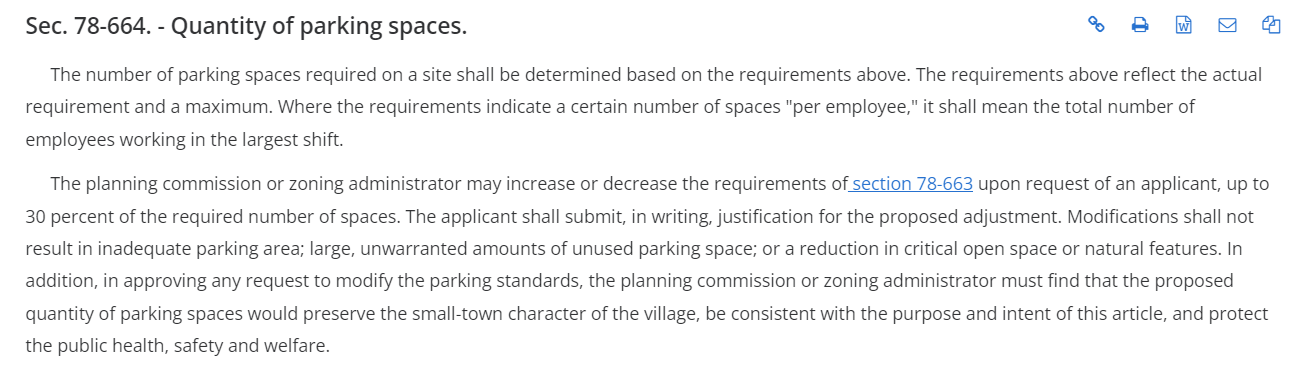 Sec. 78-664. - Quantity of parking spaces.
The number of parking spaces required on a site shall be determined based on the requirements above. The requirements above reflect the actual
requirement and a maximum. Where the requirements indicate a certain number of spaces "per employee," it shall mean the total number of
employees working in the largest shift.
The planning commission or zoning administrator may increase or decrease the requirements of section 78-663 upon request of an applicant, up to
30 percent of the required number of spaces. The applicant shall submit, in writing, justification for the proposed adjustment. Modifications shall not
result in inadequate parking area; large, unwarranted amounts of unused parking space; or a reduction in critical open space or natural features. In
addition, in approving any request to modify the parking standards, the planning commission or zoning administrator must find that the proposed
quantity of parking spaces would preserve the small-town character of the village, be consistent with the purpose and intent of this article, and protect
the public health, safety and welfare.